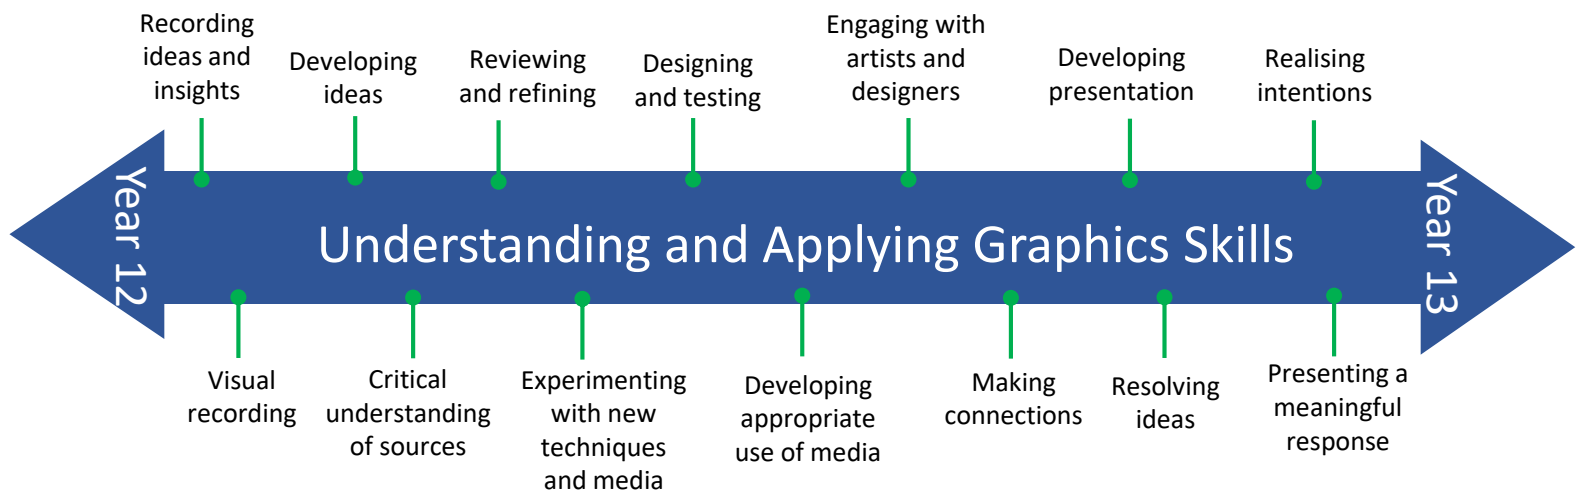 Recording
ideas and
insights
Developing
ideas
Reviewing
and refining
Designing
and testing
Engaging with
artists and
designers
Developing
presentation
Realising
intentions
Year 12
Understanding and Applying Graphics Skills
Year 13
Visual
recording
Critical
understanding
of sources
Experimenting
with new
techniques
and media
Developing
appropriate
use of media
Making
connections
Resolving
ideas
Presenting a
meaningful
response